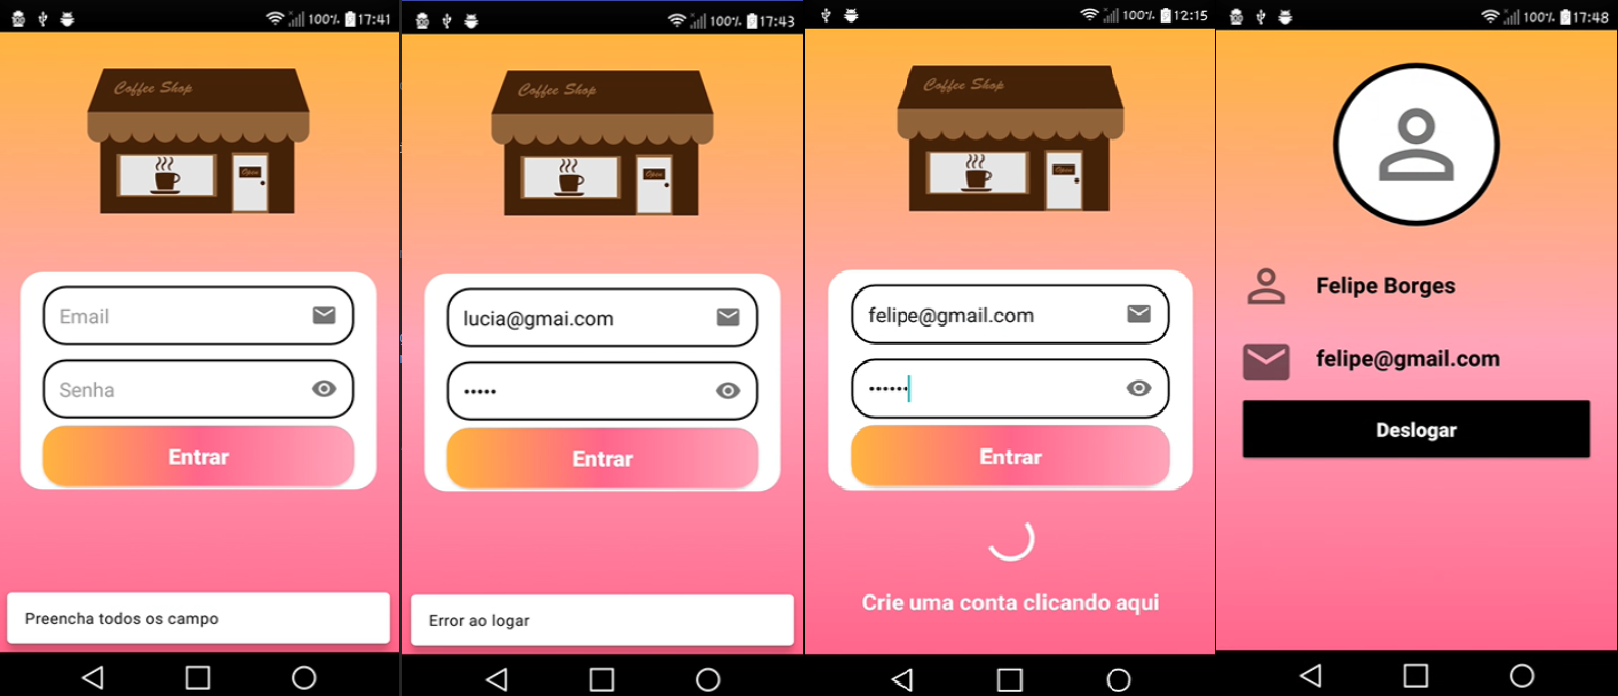 100% 17:41
Coffee Shop
Open
Email
Senha
Entrar
Preencha todos os campo
100% 17:43
Coffee Shop
Open
lucia@gmai.com
•••••
Entrar
Error ao logar
100% 12:15
Coffee Shop
Open
felipe@gmail.com
••••••
Entrar
Crie uma conta clicando aqui
100% 17:48
Felipe Borges
felipe@gmail.com
Deslogar